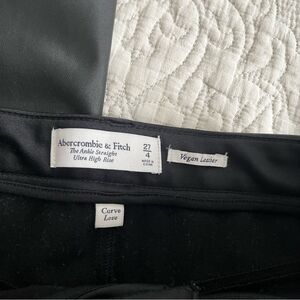 Abercrombie & Fitch
The Ankle Straight
Ultra High Rise
27
4
Vegan Leather
Curve
Love